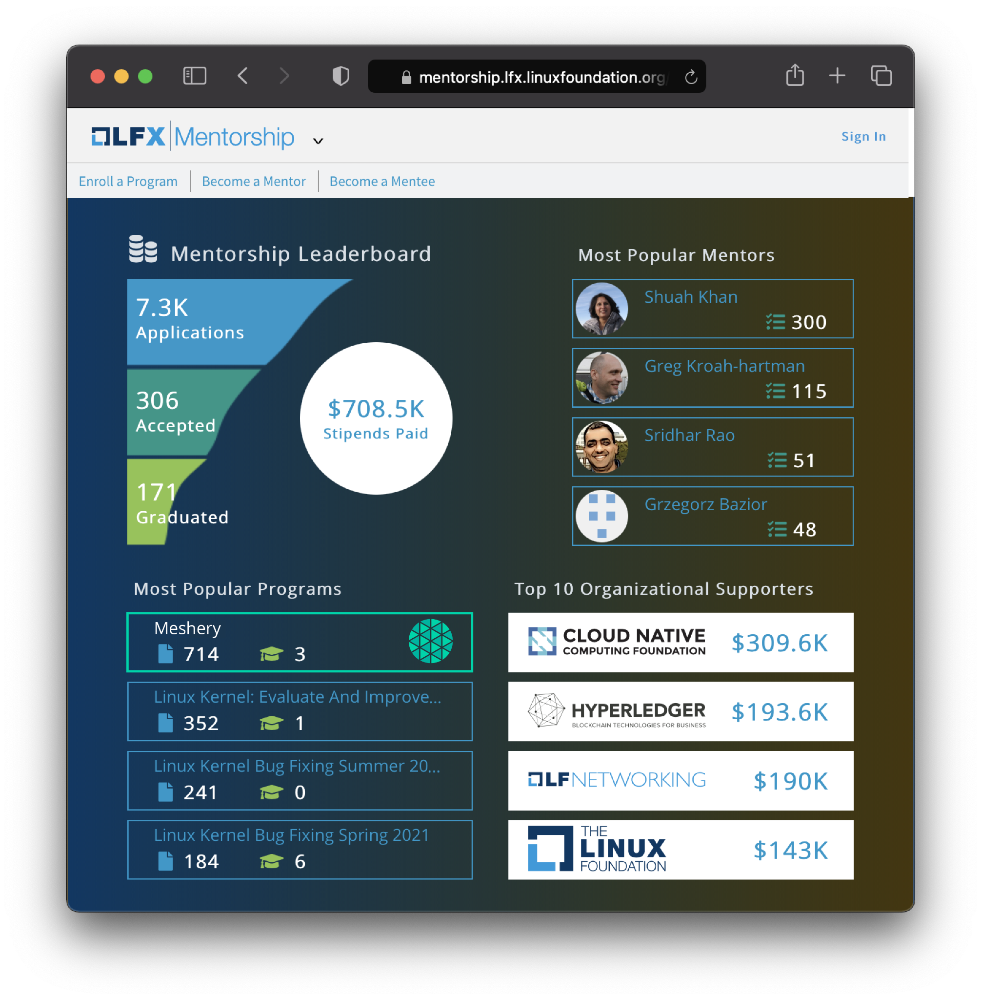 mentorship.lfx.linuxfoundation.org
LFX Mentorship
Sign In
Enroll a Program
Become a Mentor
Become a Mentee
Mentorship Leaderboard
7.3K
Applications
306
Accepted
171
Graduated
$708.5K
Stipends Paid
Most Popular Mentors
Shuah Khan
300
Greg Kroah-hartman
115
Sridhar Rao
51
Grzegorz Bazior
48
Most Popular Programs
Meshery
714 3
Linux Kernel: Evaluate And Improve...
352 1
Linux Kernel Bug Fixing Summer 20...
241 0
Linux Kernel Bug Fixing Spring 2021
184 6
Top 10 Organizational Supporters
CLOUD NATIVE
COMPUTING FOUNDATION
$309.6K
HYPERLEDGER
BLOCKCHAIN TECHNOLOGIES FOR BUSINESS
$193.6K
LFNETWORKING
$190K
THE
LINUX
FOUNDATION
$143K